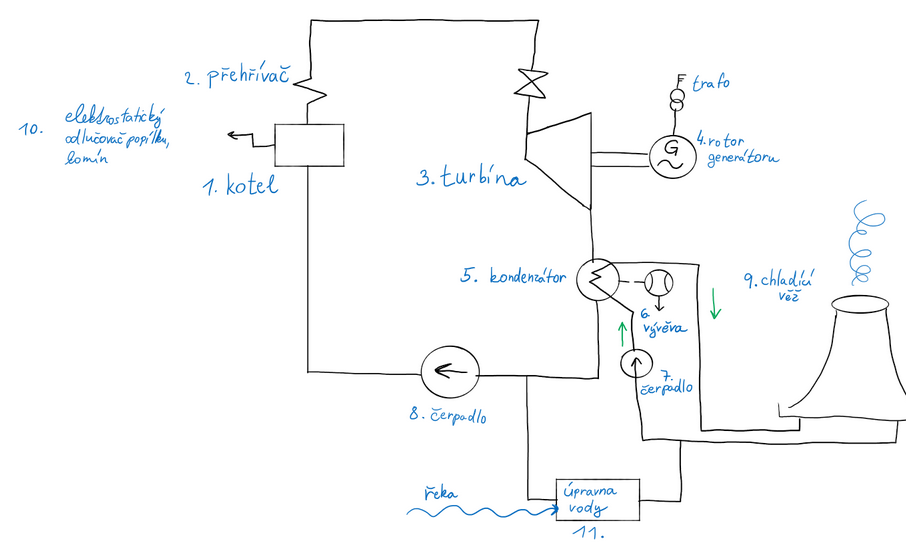 2. přehřívač
10. elektrostatický
odlučovač popílku,
komín
1. kotel
3. turbína
trafo
G
4. rotor
generátoru
5. kondenzátor
6.
vývěva
7.
čerpadlo
8. čerpadlo
9. chladící
věž
řeka
úpravna
vody
11.